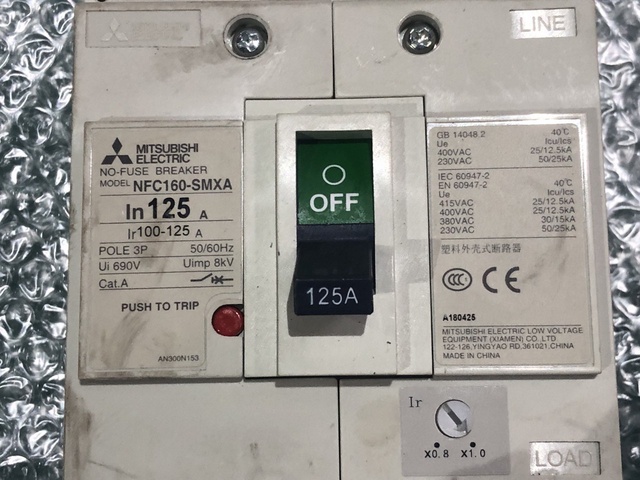 MITSUBISHI
LINE
MITSUBISHI
ELECTRIC
NO-FUSE BREAKER
MODEL NFC160-SMXA
In 125 A
Ir 100-125 A
POLE 3P 50/60Hz
Ui 690V Uimp 8kV
Cat.A
PUSH TO TRIP
AN300N153
OFF
125A
GB 14048.2 40℃
Ue Icu/Ics
400VAC 25/12.5kA
230VAC 50/25kA
IEC 60947-2
EN 60947-2 40℃
Ue Icu/Ics
415VAC 25/12.5kA
400VAC 25/12.5kA
380VAC 30/15kA
230VAC 50/25kA
塑料外壳式断路器
CCC CE
A180425
MITSUBISHI ELECTRIC LOW VOLTAGE
EQUIPMENT (XIAMEN) CO.,LTD
122-126,YINGYAO RD.361021,CHINA
MADE IN CHINA
Ir
X0.8 X1.0
LOAD